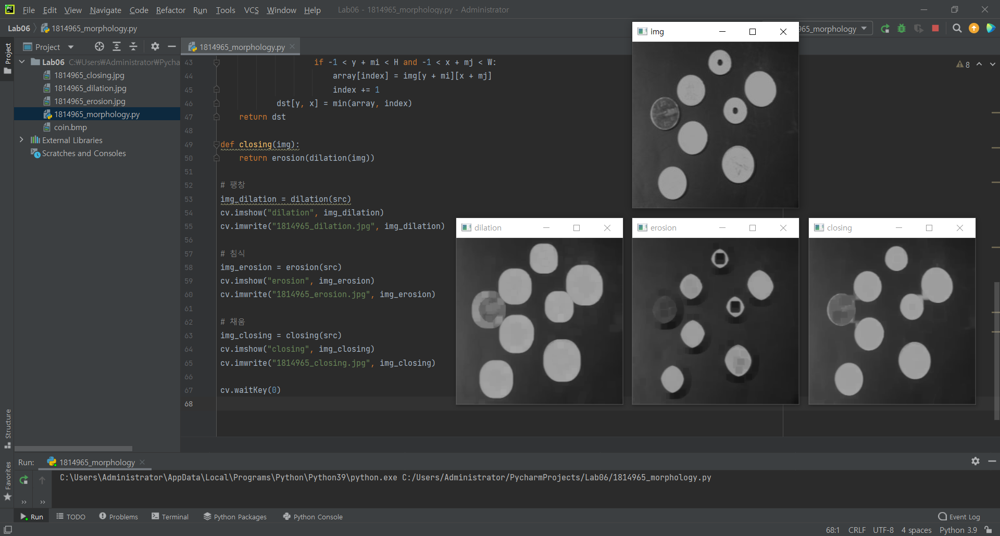 File Edit View Navigate Code Refactor Run Tools VCS Window Help Lab06 - 1814965_morphology.py - Administrator
Lab06 1814965_morphology.py
65_morphology
Project
Project
1814965_morphology.py
Lab06 C:₩Users₩Administrator₩Pycha
1814965_closing.jpg
1814965_dilation.jpg
1814965_erosion.jpg
1814965_morphology.py
coin.bmp
External Libraries
Scratches and Consoles
8
43 if -1 < y + mi < H and -1 < x + mj < W:
44 array[index] = img[y + mi][x + mj]
45 index += 1
46 dst[y, x] = min(array, index)
47 return dst
48
49 def closing(img):
50 return erosion(dilation(img))
51
52 # 팽창
53 img_dilation = dilation(src)
54 cv.imshow("dilation", img_dilation)
55 cv.imwrite("1814965_dilation.jpg", img_dilation)
56
57 # 침식
58 img_erosion = erosion(src)
59 cv.imshow("erosion", img_erosion)
60 cv.imwrite("1814965_erosion.jpg", img_erosion)
61
62 # 채움
63 img_closing = closing(src)
64 cv.imshow("closing", img_closing)
65 cv.imwrite("1814965_closing.jpg", img_closing)
66
67 cv.waitKey(0)
68
img
dilation
erosion
closing
Structure
Favorites
Run: 1814965_morphology
C:\Users\Administrator\AppData\Local\Programs\Python\Python39\python.exe C:/Users/Administrator/PycharmProjects/Lab06/1814965_morphology.py
Run TODO Problems Terminal Python Packages Python Console Event Log
68:1 CRLF UTF-8 4 spaces Python 3.9